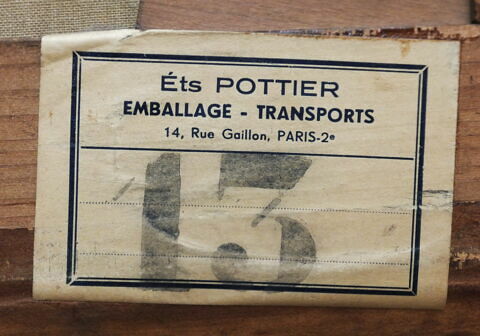 Éts POTTIER
EMBALLAGE - TRANSPORTS
14, Rue Gaillon, PARIS-2e
13